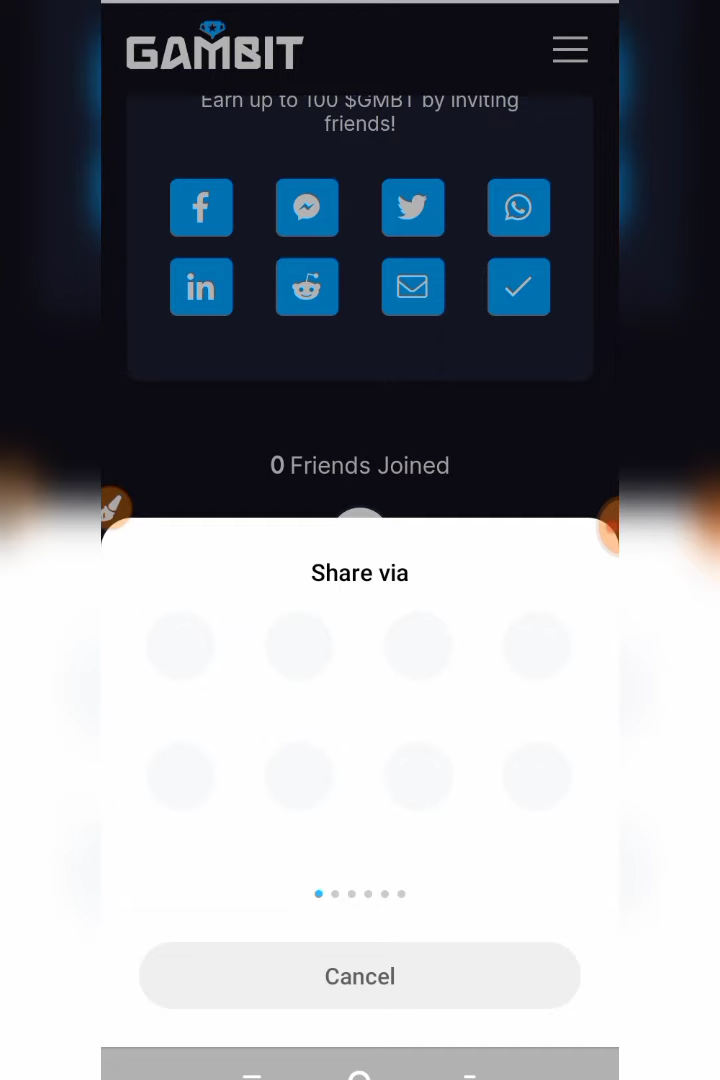 GAMBIT
Earn up to 100 $GMBT by inviting
friends!
0 Friends Joined
Share via
Cancel